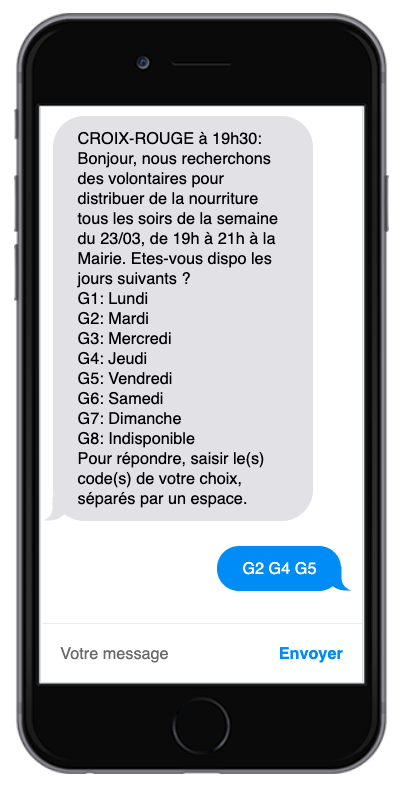 CROIX-ROUGE à 19h30:
Bonjour, nous recherchons
des volontaires pour
distribuer de la nourriture
tous les soirs de la semaine
du 23/03, de 19h à 21h à la
Mairie. Etes-vous dispo les
jours suivants ?
G1: Lundi
G2: Mardi
G3: Mercredi
G4: Jeudi
G5: Vendredi
G6: Samedi
G7: Dimanche
G8: Indisponible
Pour répondre, saisir le(s)
code(s) de votre choix,
séparés par un espace.
G2 G4 G5
Votre message
Envoyer